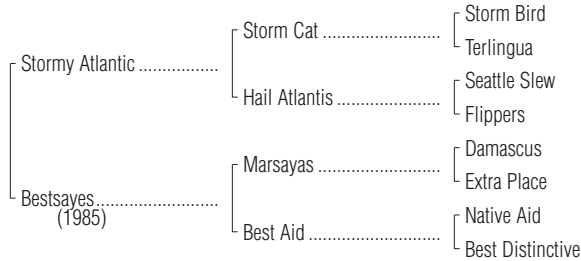 Storm Bird
Storm Cat ........................
Terlingua
Stormy Atlantic ................
Seattle Slew
Hail Atlantis .....................
Flippers
Damascus
Marsayas .........................
Extra Place
Bestsayes.........................
(1985)
Native Aid
Best Aid ...........................
Best Distinctive